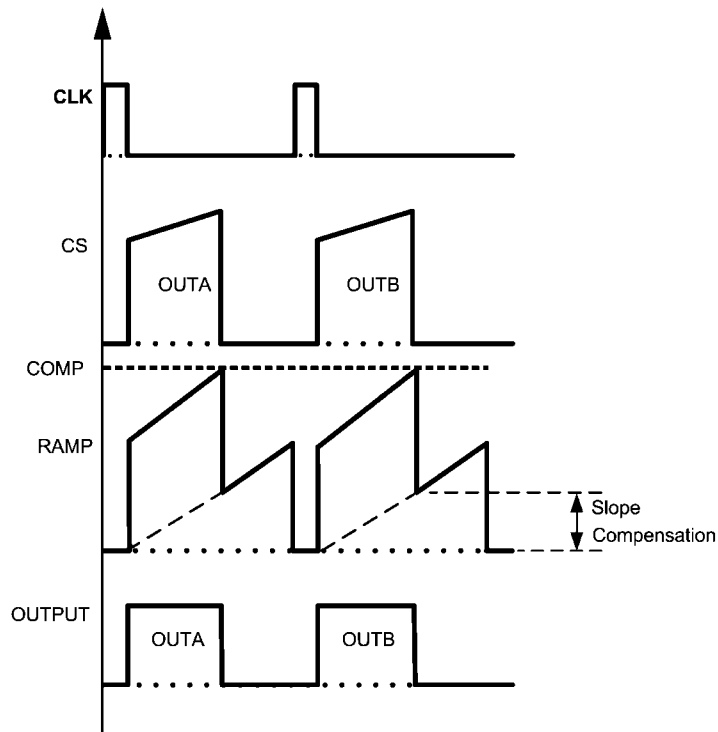 CLK
CS
OUTA
OUTB
COMP
RAMP
Slope
Compensation
OUTPUT
OUTA
OUTB